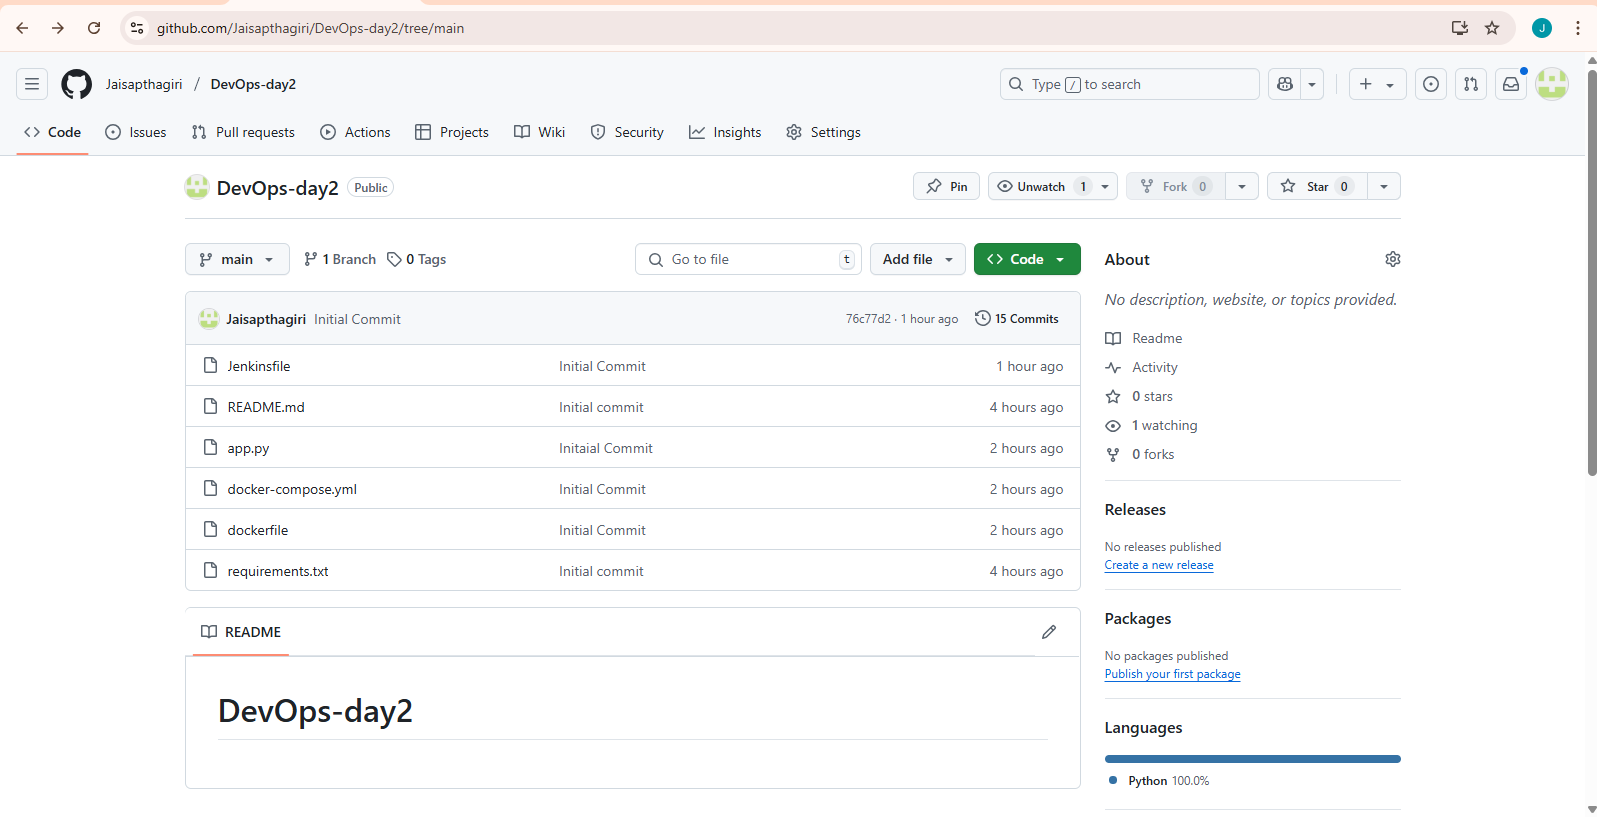 github.com/Jaisapthagiri/DevOps-day2/tree/main
J
Jaisapthagiri / DevOps-day2
Type / to search
Code Issues Pull requests Actions Projects Wiki Security Insights Settings
DevOps-day2 Public
Pin Unwatch 1 Fork 0 Star 0
main 1 Branch 0 Tags Go to file t Add file Code
Jaisapthagiri Initial Commit 76c77d2 · 1 hour ago 15 Commits
Jenkinsfile Initial Commit 1 hour ago
README.md Initial commit 4 hours ago
app.py Initaial Commit 2 hours ago
docker-compose.yml Initial Commit 2 hours ago
dockerfile Initial Commit 2 hours ago
requirements.txt Initial commit 4 hours ago
README
DevOps-day2
About
No description, website, or topics provided.
Readme
Activity
0 stars
1 watching
0 forks
Releases
No releases published
Create a new release
Packages
No packages published
Publish your first package
Languages
Python 100.0%